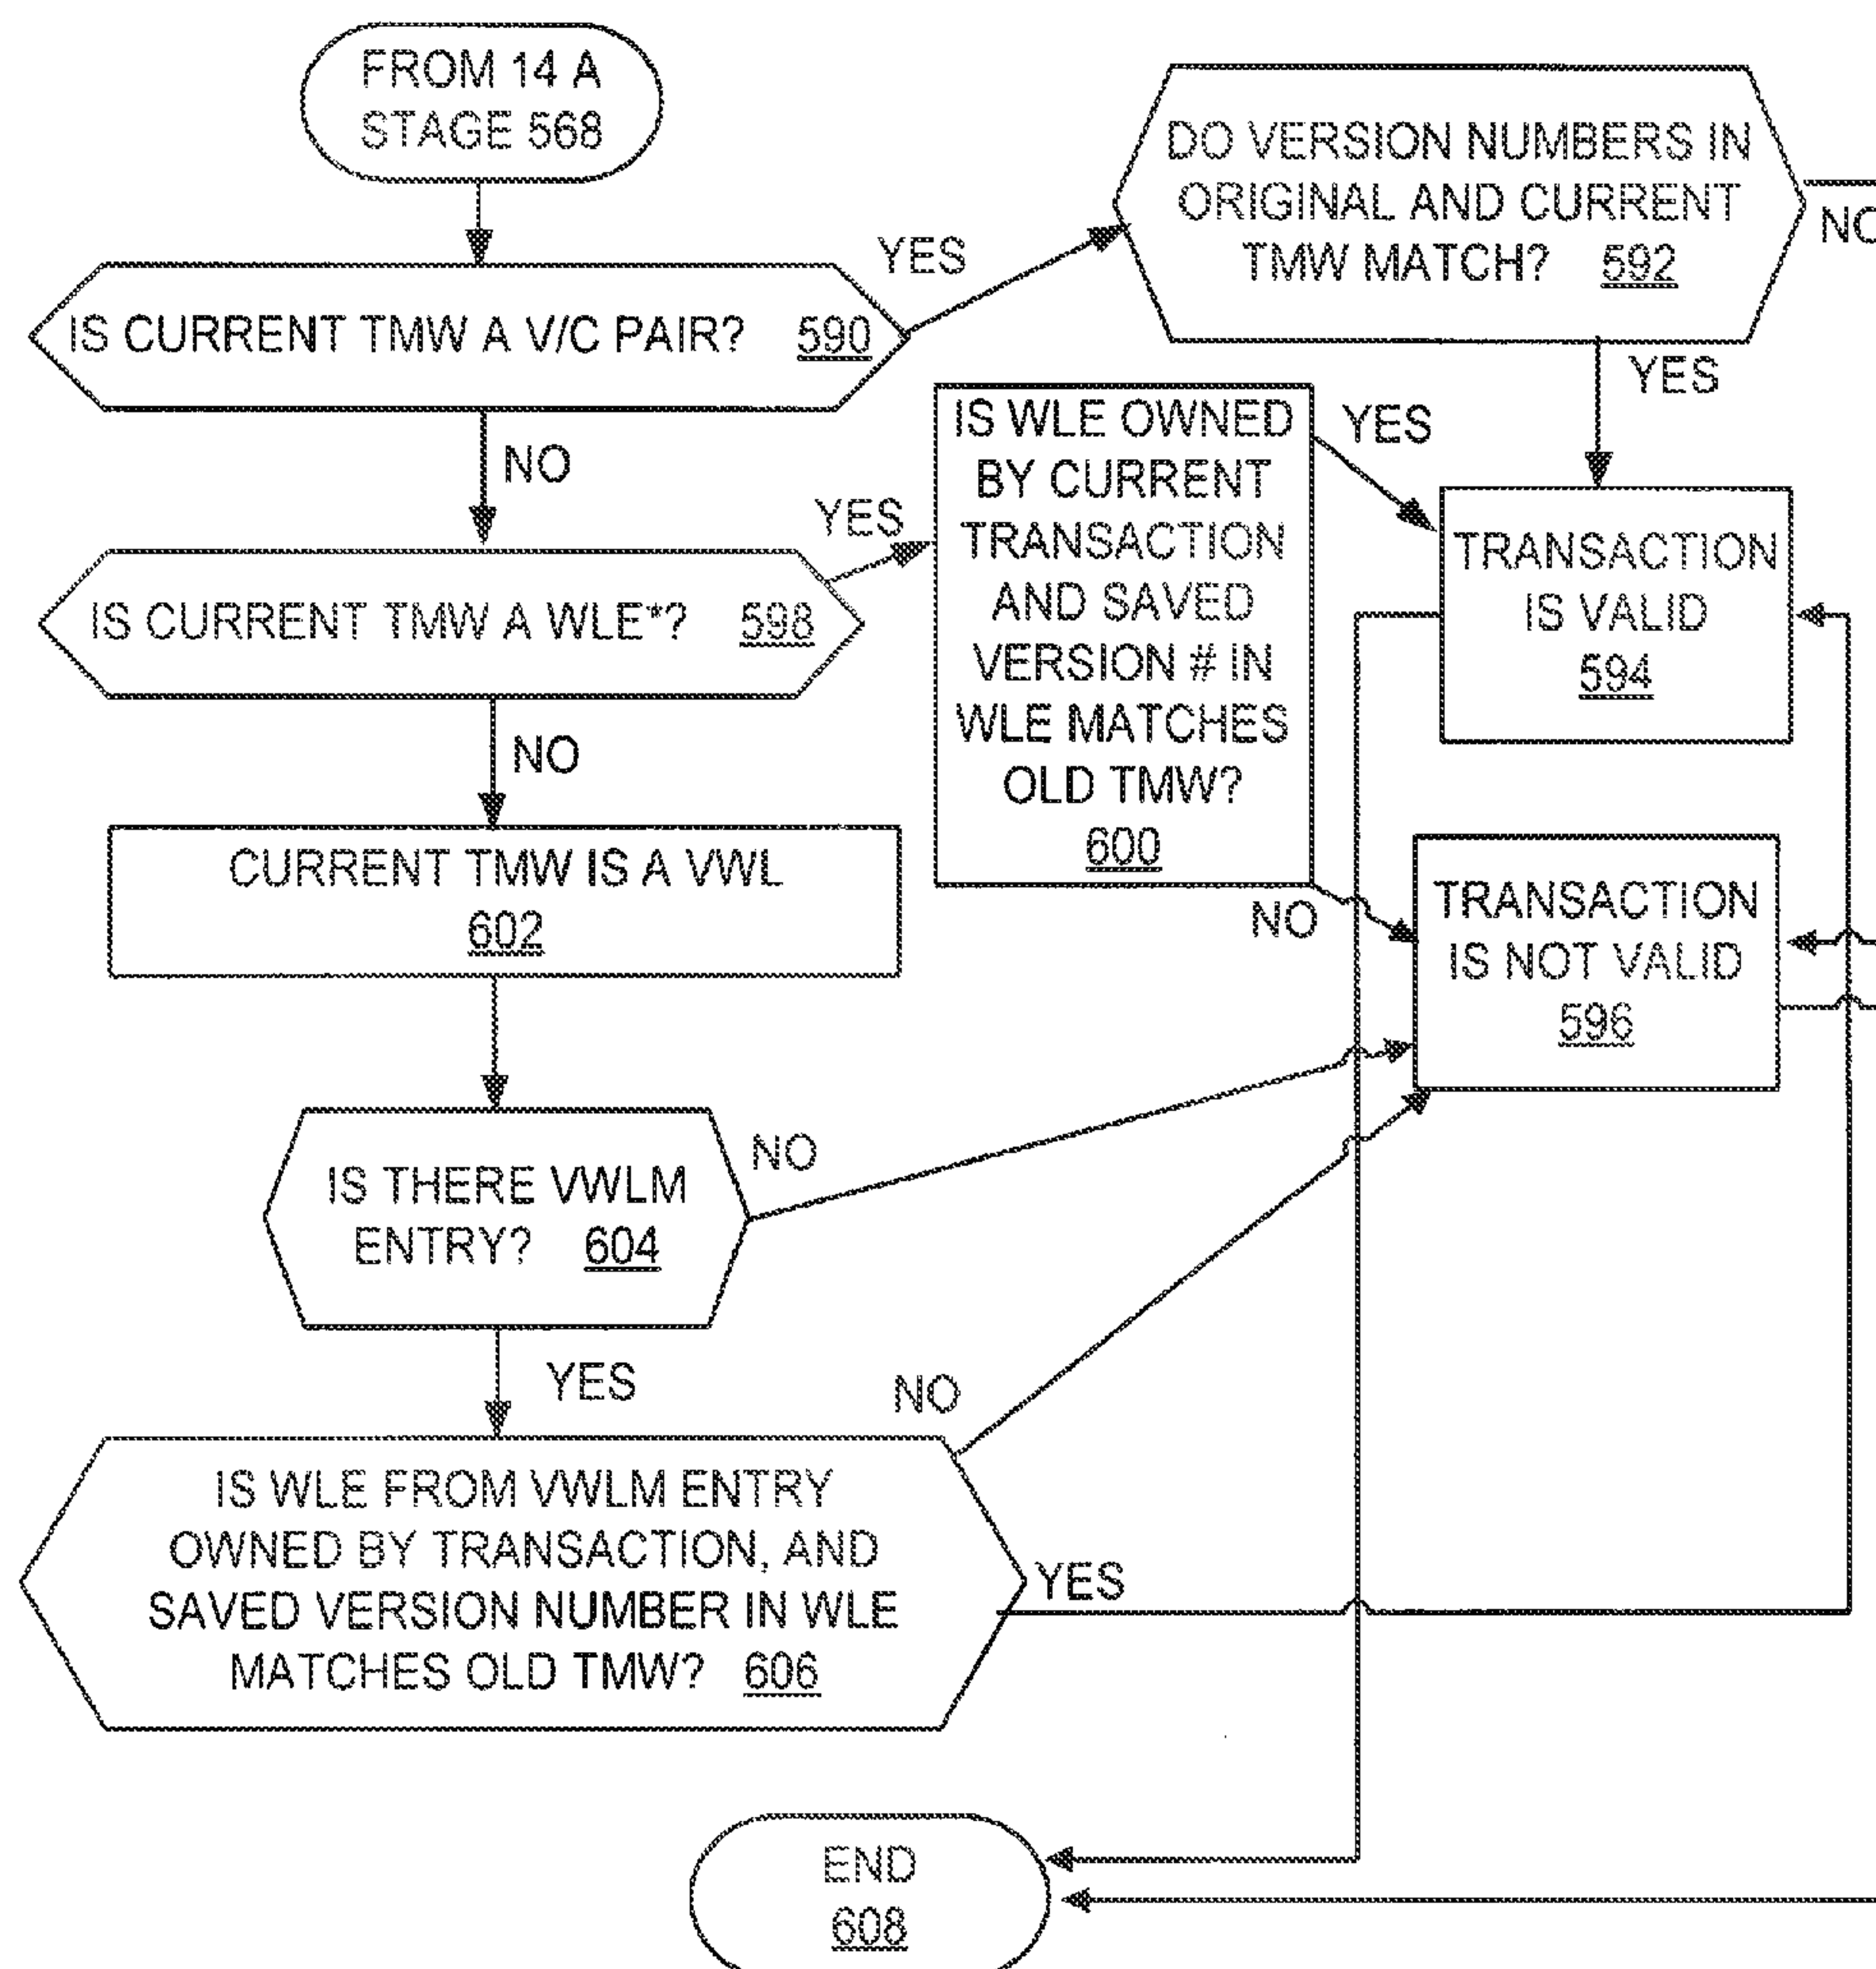 FROM 14 A
STAGE 568
DO VERSION NUMBERS IN
ORIGINAL AND CURRENT
TMW MATCH? 592
NO
YES
IS CURRENT TMW A V/C PAIR? 590
YES
NO
IS WLE OWNED
BY CURRENT
TRANSACTION
AND SAVED
VERSION # IN
WLE MATCHES
OLD TMW?
600
YES
NO
YES
TRANSACTION
IS VALID
594
IS CURRENT TMW A WLE*? 598
NO
CURRENT TMW IS A VWL
602
TRANSACTION
IS NOT VALID
596
IS THERE VWLM
ENTRY? 604
NO
YES
NO
IS WLE FROM VWLM ENTRY
OWNED BY TRANSACTION, AND
SAVED VERSION NUMBER IN WLE
MATCHES OLD TMW? 606
YES
END
608